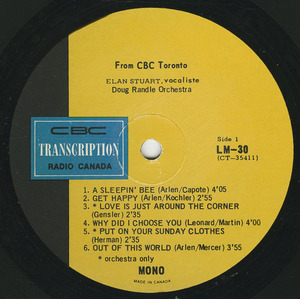 From CBC Toronto
ELAN STUART, vocaliste
Doug Randle Orchestra
CBC
TRANSCRIPTION
RADIO CANADA
Side 1
LM-30
(CT-35411)
1. A SLEEPIN' BEE (Arlen/Capote) 4'05
2. GET HAPPY (Arlen/Kochler) 2'55
3. * LOVE IS JUST AROUND THE CORNER
(Gensler) 2'35
4. WHY DID I CHOOSE YOU (Leonard/Martin) 4'00
5. * PUT ON YOUR SUNDAY CLOTHES
(Herman) 2'35
6. OUT OF THIS WORLD (Arlen/Mercer) 3'55
* orchestra only
MONO
MADE IN CANADA